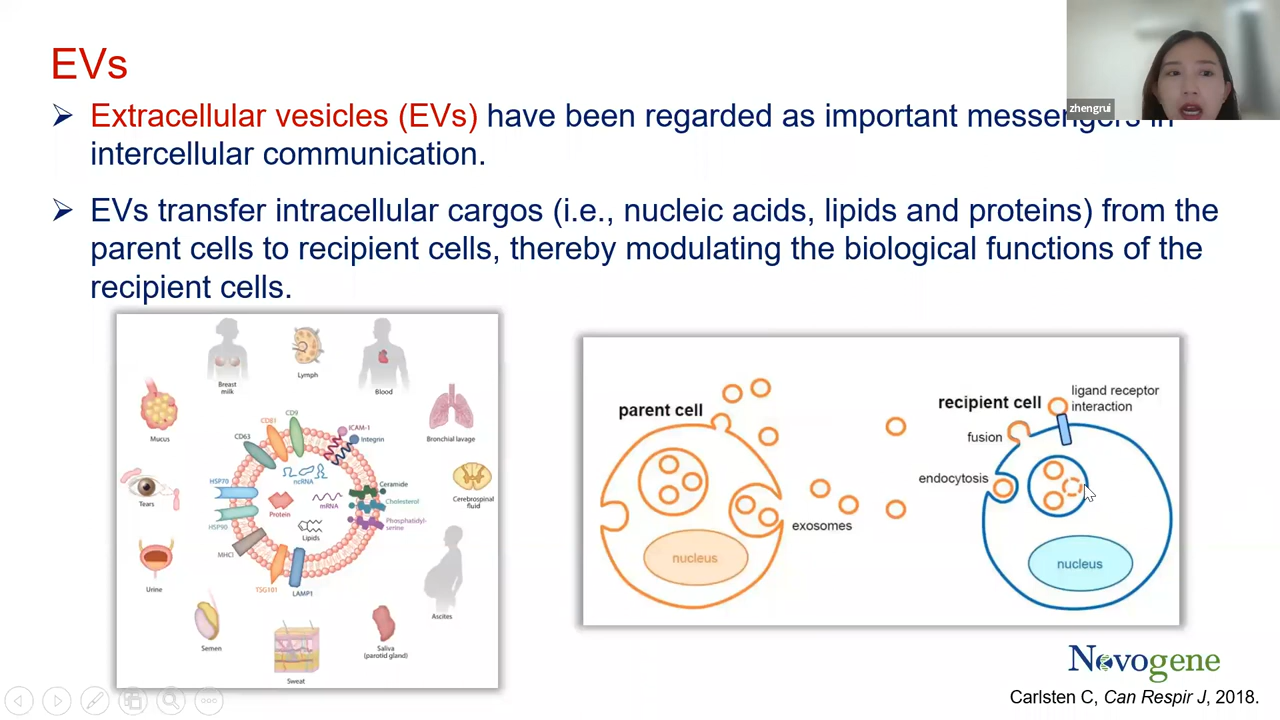 EVs
zhengrui
Extracellular vesicles (EVs) have been regarded as important messengers in
intercellular communication.
EVs transfer intracellular cargos (i.e., nucleic acids, lipids and proteins) from the
parent cells to recipient cells, thereby modulating the biological functions of the
recipient cells.
Breast
milk
Lymph
Blood
Mucus
Bronchial lavage
Tears
Cerebrospinal
fluid
Urine
Ascites
Semen
Saliva
(parotid gland)
Sweat
CD63
CD81
CD9
ICAM-1
Integrin
HSP70
ncRNA
Ceramide
Cholesterol
Phosphatidyl-
serine
Protein
mRNA
Lipids
HSP90
MHCI
TSG101
LAMP1
parent cell
nucleus
exosomes
recipient cell
ligand receptor
interaction
fusion
endocytosis
nucleus
Novogene
Carlsten C, Can Respir J, 2018.